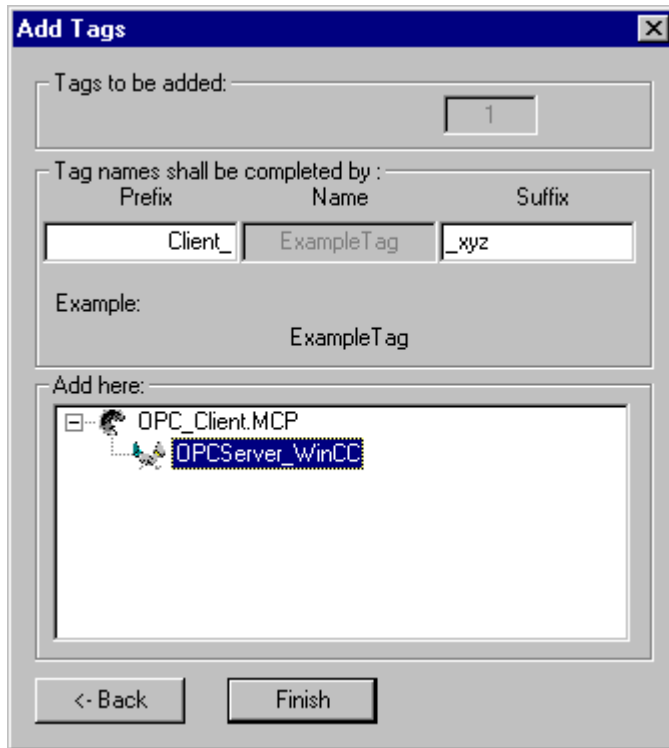 Add Tags
Tags to be added:
1
Tag names shall be completed by :
Prefix Name Suffix
Client_ ExampleTag _xyz
Example:
ExampleTag
Add here:
OPC_Client.MCP
OPCServer_WinCC
<- Back Finish